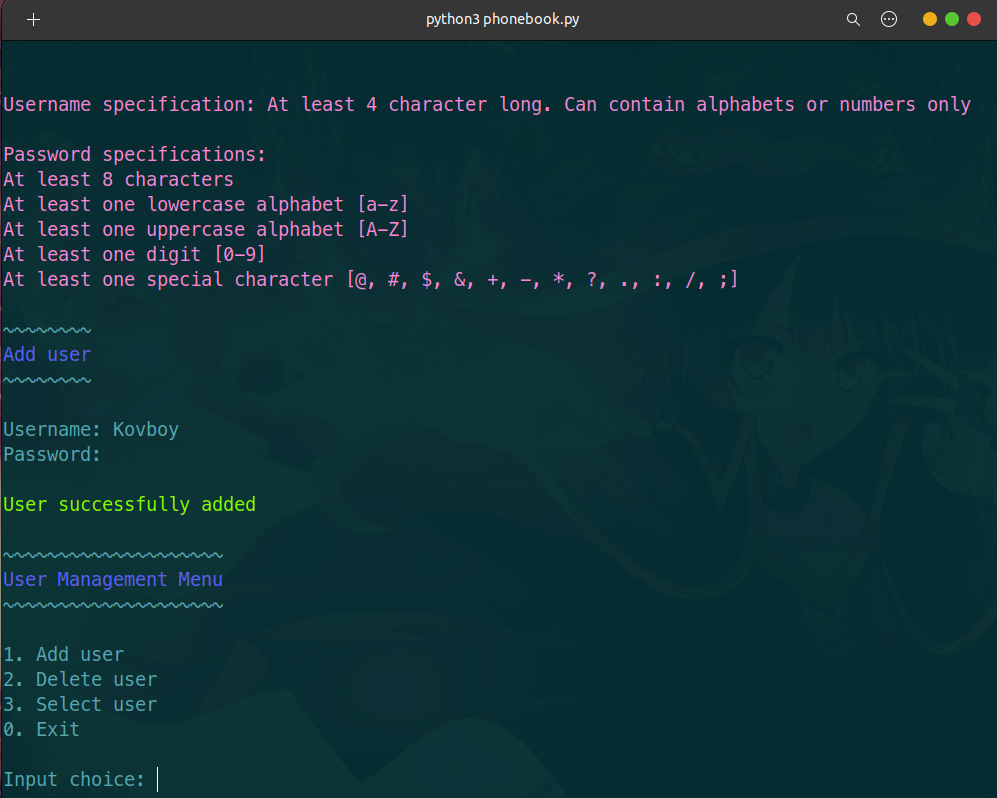 python3 phonebook.py
Username specification: At least 4 character long. Can contain alphabets or numbers only
Password specifications:
At least 8 characters
At least one lowercase alphabet [a-z]
At least one uppercase alphabet [A-Z]
At least one digit [0-9]
At least one special character [@, #, $, &, +, -, *, ?, ., :, /, ;]
~~~~~~~~
Add user
~~~~~~~~
Username: Kovboy
Password:
User successfully added
~~~~~~~~~~~~~~~~~~~~
User Management Menu
~~~~~~~~~~~~~~~~~~~~
1. Add user
2. Delete user
3. Select user
0. Exit
Input choice: